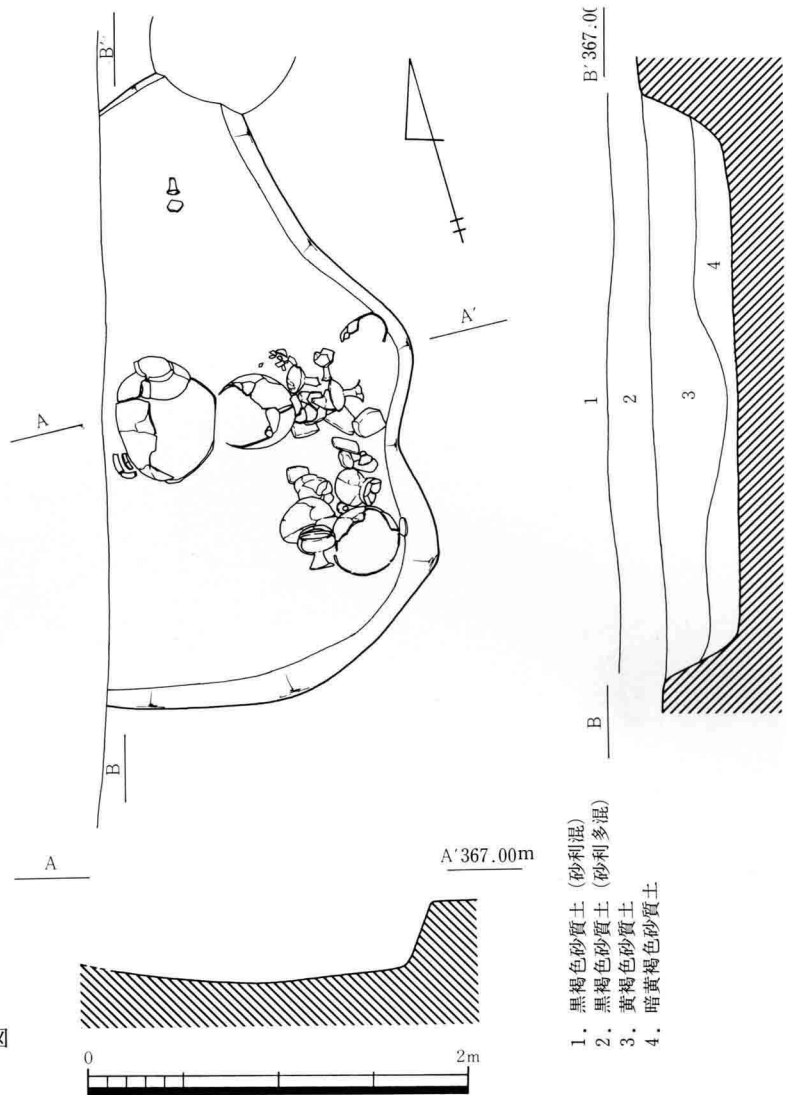 B′
B′ 367.00
A′
A
1
2
3
4
B
B
A
A′ 367.00m
1. 黒褐色砂質土 (砂利混)
2. 黒褐色砂質土 (砂利多混)
3. 黄褐色砂質土
4. 暗黄褐色砂質土
図
0
2m